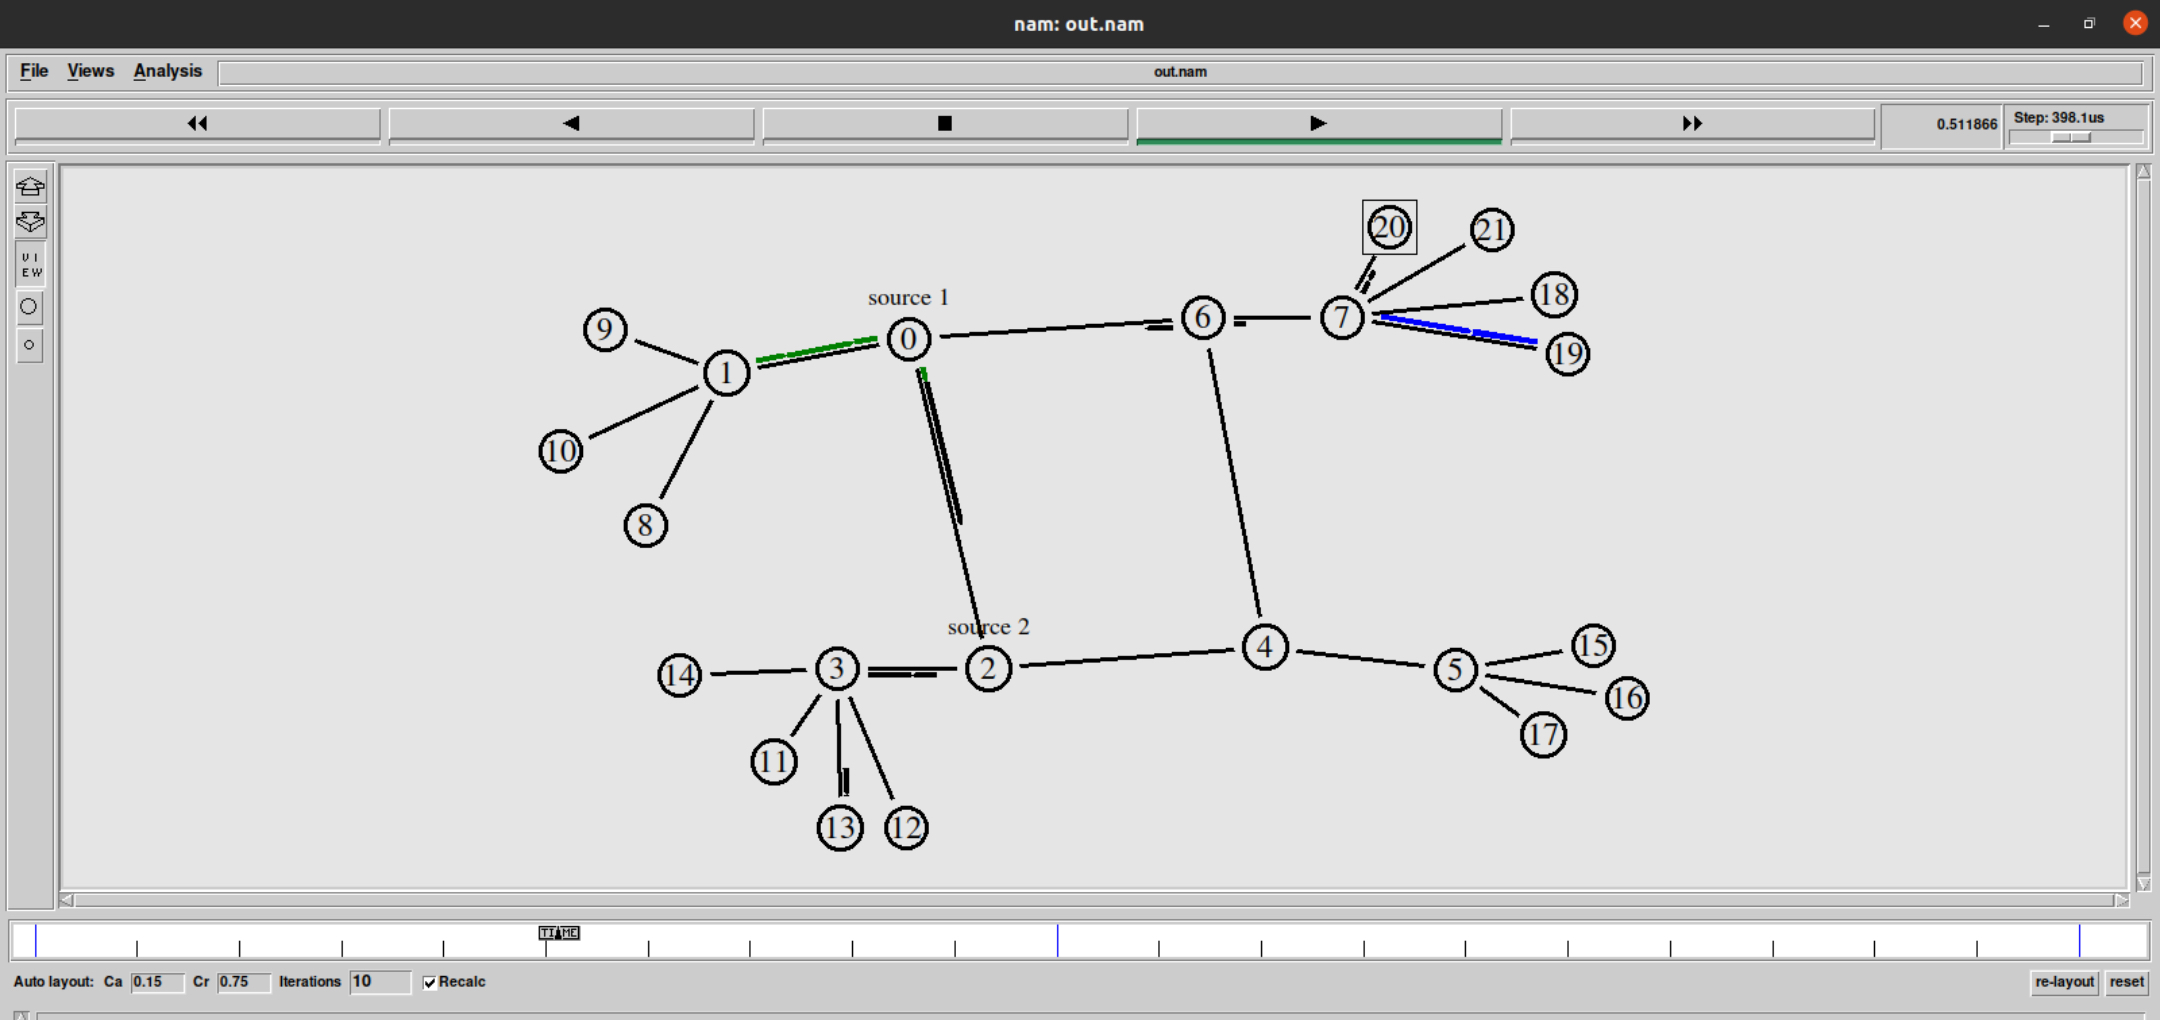 nam: out.nam
File Views Analysis out.nam
0.511866 Step: 398.1us
VI
EW
20 21
18
source 1
9 0 6 7
19
1
10
8
source 2
14 3 2 4 5 15
16
11 17
13 12
TIME
Auto layout: Ca 0.15 Cr 0.75 Iterations 10 Recalc re-layout reset